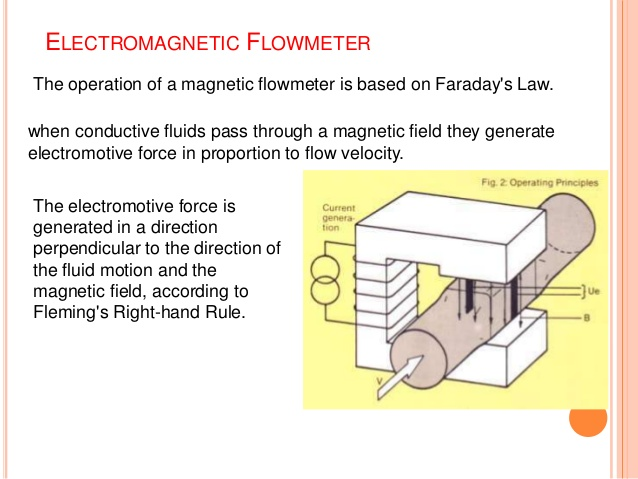 ELECTROMAGNETIC FLOWMETER
The operation of a magnetic flowmeter is based on Faraday's Law.
when conductive fluids pass through a magnetic field they generate
electromotive force in proportion to flow velocity.
The electromotive force is
generated in a direction
perpendicular to the direction of
the fluid motion and the
magnetic field, according to
Fleming's Right-hand Rule.
Fig. 2: Operating Principles
Current
genera-
tion
Ue
B
V